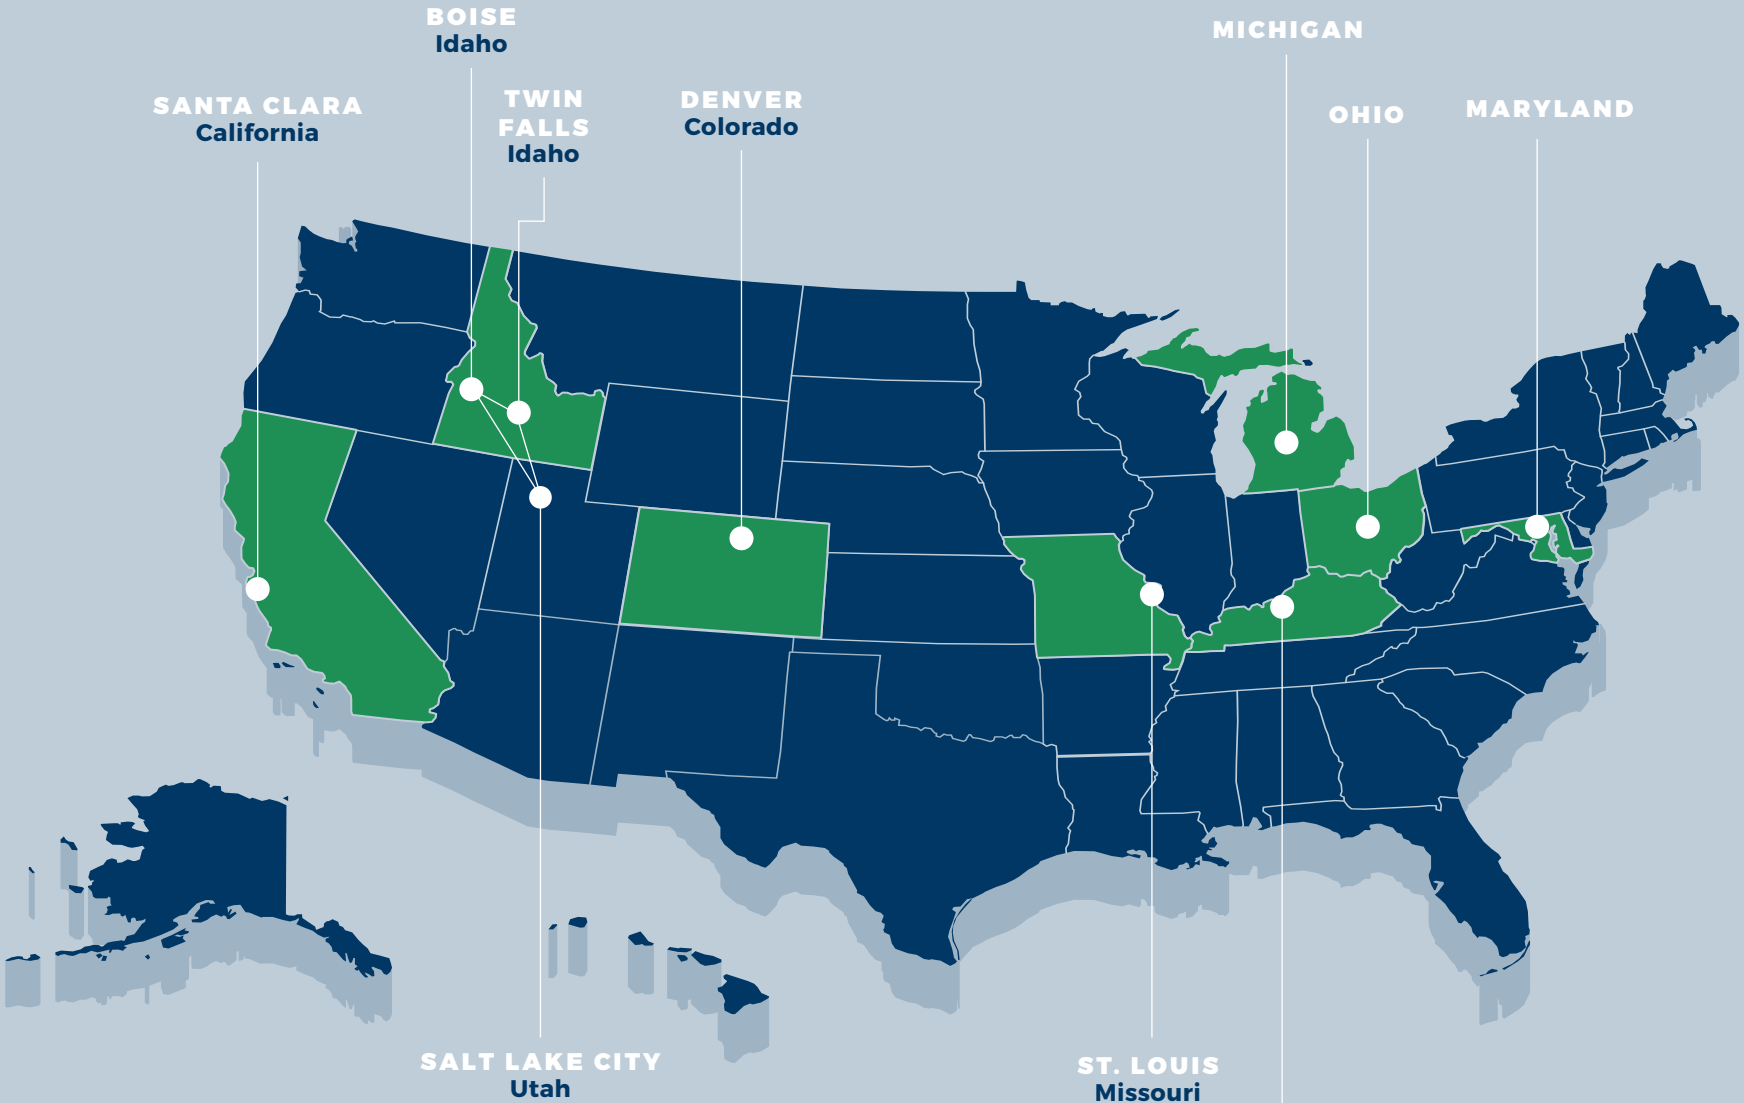 BOISE
Idaho
MICHIGAN
SANTA CLARA
California
TWIN
FALLS
Idaho
DENVER
Colorado
OHIO
MARYLAND
SALT LAKE CITY
Utah
ST. LOUIS
Missouri